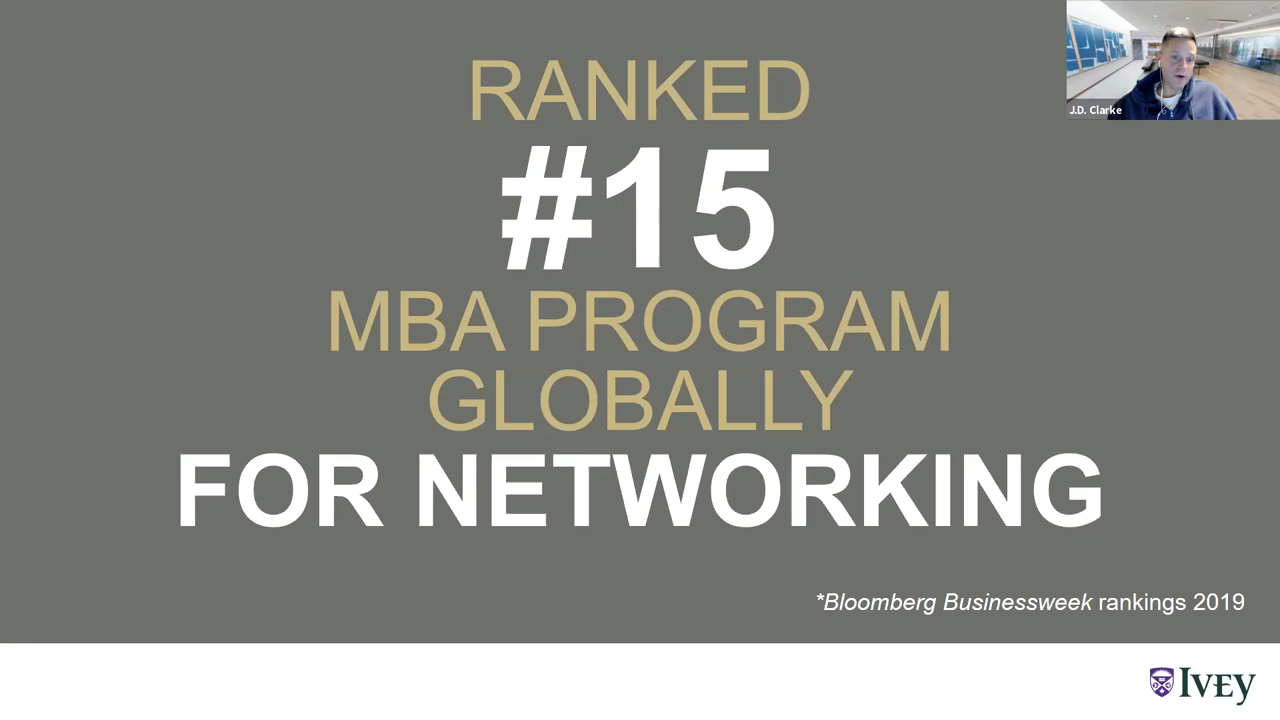 J.D. Clarke
RANKED
#15
MBA PROGRAM
GLOBALLY
FOR NETWORKING
*Bloomberg Businessweek rankings 2019
IVEY